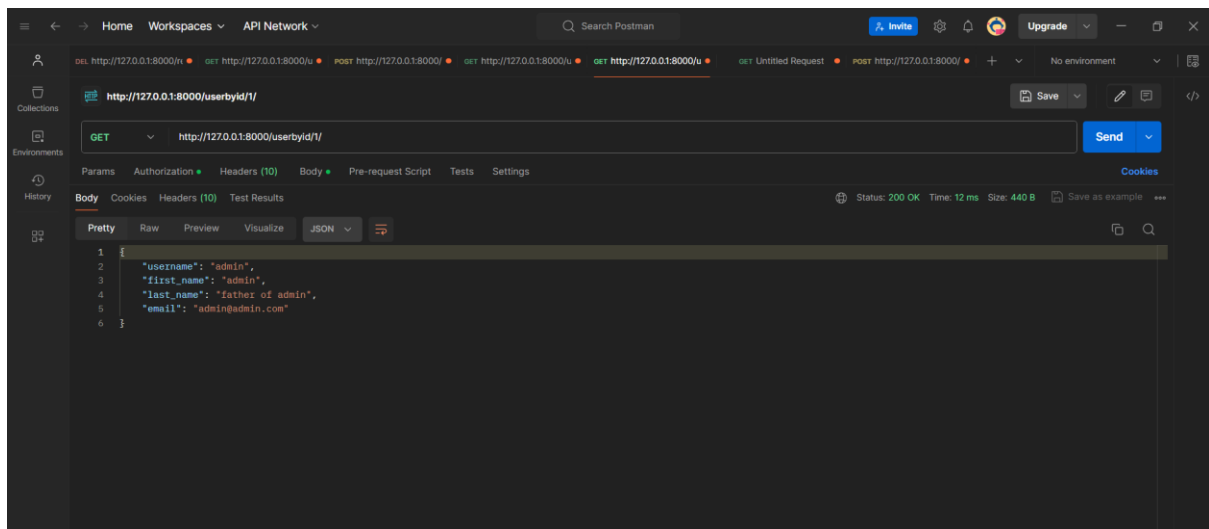 Home Workspaces API Network Search Postman Invite Upgrade
DEL http://127.0.0.1:8000/re GET http://127.0.0.1:8000/u POST http://127.0.0.1:8000/ GET http://127.0.0.1:8000/u GET http://127.0.0.1:8000/u GET Untitled Request POST http://127.0.0.1:8000/ No environment
Collections
Environments
History
HTTP http://127.0.0.1:8000/userbyid/1/ Save
GET http://127.0.0.1:8000/userbyid/1/ Send
Params Authorization Headers (10) Body Pre-request Script Tests Settings Cookies
Body Cookies Headers (10) Test Results Status: 200 OK Time: 12 ms Size: 440 B Save as example
Pretty Raw Preview Visualize JSON
1 {
2 "username": "admin",
3 "first_name": "admin",
4 "last_name": "father of admin",
5 "email": "admin@admin.com"
6 }